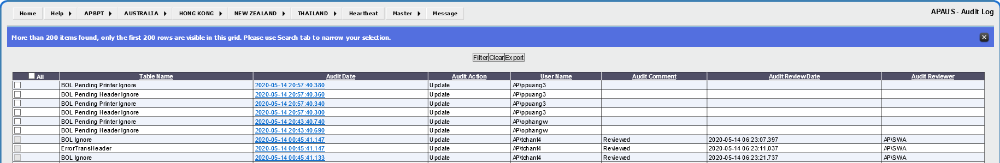 Home Help APBPT AUSTRALIA HONG KONG NEW ZEALAND THAILAND Heartbeat Master Message APAUS - Audit Log
More than 200 items found, only the first 200 rows are visible in this grid. Please use Search tab to narrow your selection.
Filter Clear Export
All Table Name Audit Date Audit Action User Name Audit Comment Audit Review Date Audit Reviewer
BOL Pending Printer Ignore 2020-05-14 20:57:40.380 Update AP\ppuang3
BOL Pending Header Ignore 2020-05-14 20:57:40.360 Update AP\ppuang3
BOL Pending Printer Ignore 2020-05-14 20:57:40.340 Update AP\ppuang3
BOL Pending Header Ignore 2020-05-14 20:57:40.300 Update AP\ppuang3
BOL Pending Printer Ignore 2020-05-14 20:43:40.740 Update AP\ophangw
BOL Pending Header Ignore 2020-05-14 20:43:40.690 Update AP\ophangw
BOL Ignore 2020-05-14 00:45:41.147 Update AP\tchant4 Reviewed 2020-05-14 06:23:07.397 AP\SWA
ErrorTransHeader 2020-05-14 00:45:41.147 Update AP\tchant4 Reviewed 2020-05-14 06:23:11.037 AP\SWA
BOL Ignore 2020-05-14 00:45:41.133 Update AP\tchant4 Reviewed 2020-05-14 06:23:21.737 AP\SWA